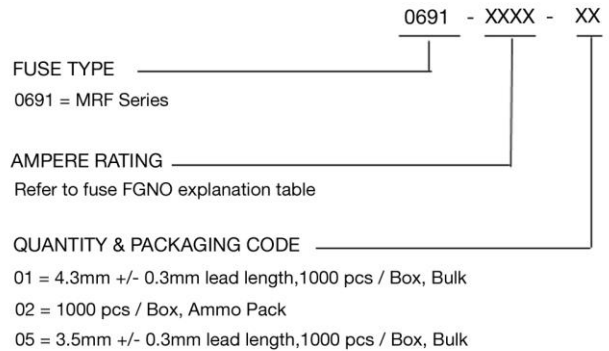 0691 - XXXX - XX
FUSE TYPE
0691 = MRF Series
AMPERE RATING
Refer to fuse FGNO explanation table
QUANTITY & PACKAGING CODE
01 = 4.3mm +/- 0.3mm lead length,1000 pcs / Box, Bulk
02 = 1000 pcs / Box, Ammo Pack
05 = 3.5mm +/- 0.3mm lead length,1000 pcs / Box, Bulk